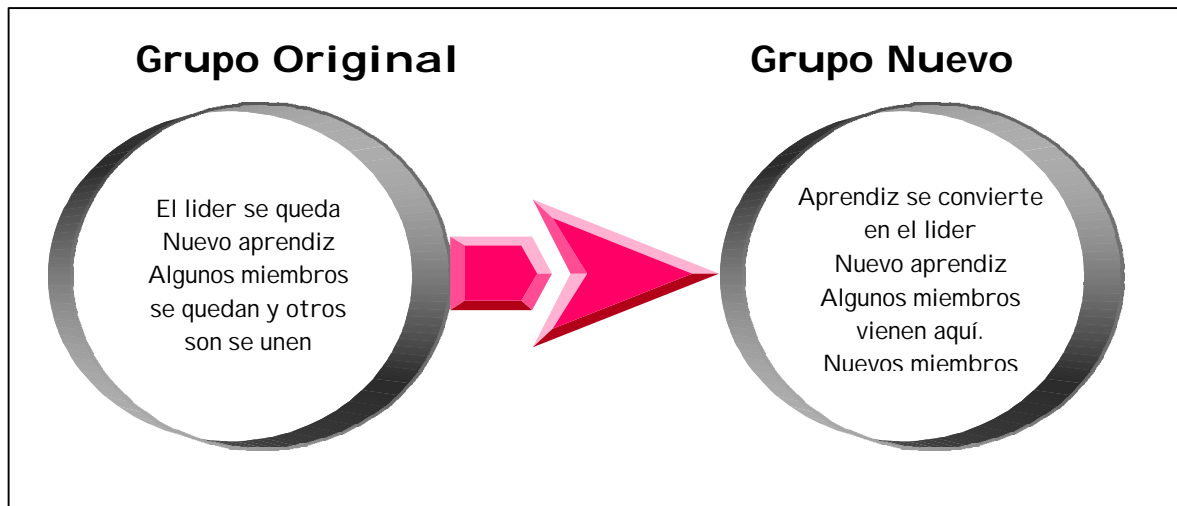 Grupo Original
El lider se queda
Nuevo aprendiz
Algunos miembros
se quedan y otros
son se unen
Grupo Nuevo
Aprendiz se convierte
en el lider
Nuevo aprendiz
Algunos miembros
vienen aquí.
Nuevos miembros